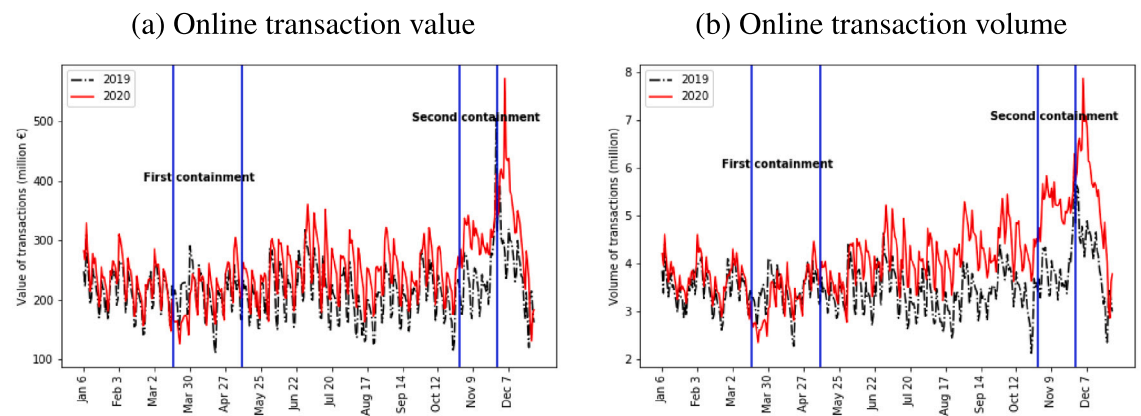 (a) Online transaction value
(b) Online transaction volume
2019
2020
Second containment
First containment
Value of transactions (million €)
500
400
300
200
100
Jan 6
Feb 3
Mar 2
Mar 30
Apr 27
May 25
Jun 22
Jul 20
Aug 17
Sep 14
Oct 12
Nov 9
Dec 7
2019
2020
Second containment
First containment
Volume of transactions (million)
8
7
6
5
4
3
2
Jan 6
Feb 3
Mar 2
Mar 30
Apr 27
May 25
Jun 22
Jul 20
Aug 17
Sep 14
Oct 12
Nov 9
Dec 7